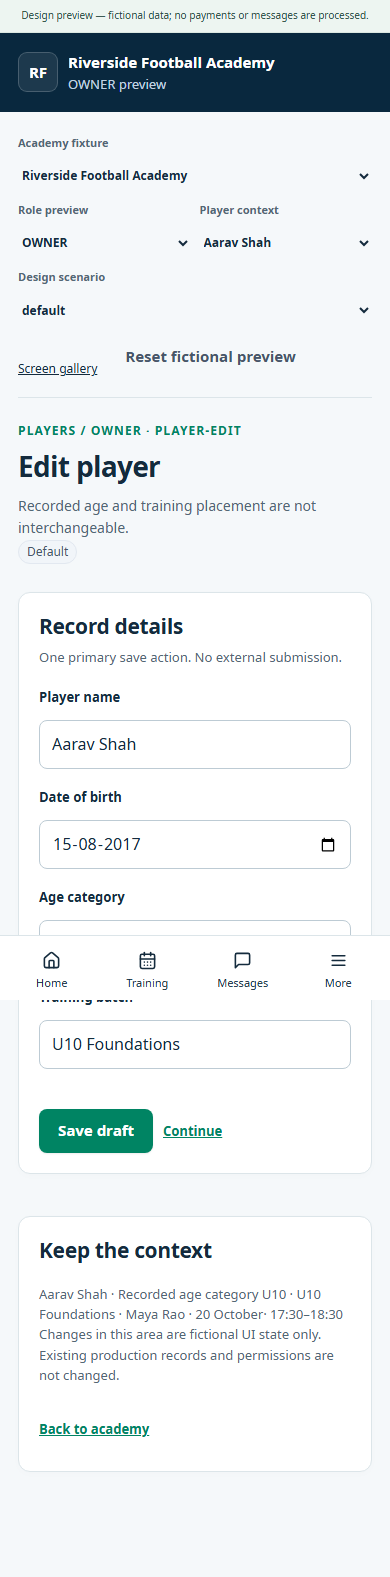 Design preview — fictional data; no payments or messages are processed.
RF
Riverside Football Academy
OWNER preview
Academy fixture
Riverside Football Academy
Role preview
Player context
OWNER
Aarav Shah
Design scenario
default
Screen gallery
Reset fictional preview
PLAYERS / OWNER · PLAYER-EDIT
Edit player
Recorded age and training placement are not
interchangeable.
Default
Record details
One primary save action. No external submission.
Player name
Aarav Shah
Date of birth
15-08-2017
Age category
Home
Training
Messages
More
Training batch
U10 Foundations
Save draft
Continue
Keep the context
Aarav Shah · Recorded age category U10 · U10
Foundations · Maya Rao · 20 October· 17:30–18:30
Changes in this area are fictional UI state only.
Existing production records and permissions are
not changed.
Back to academy